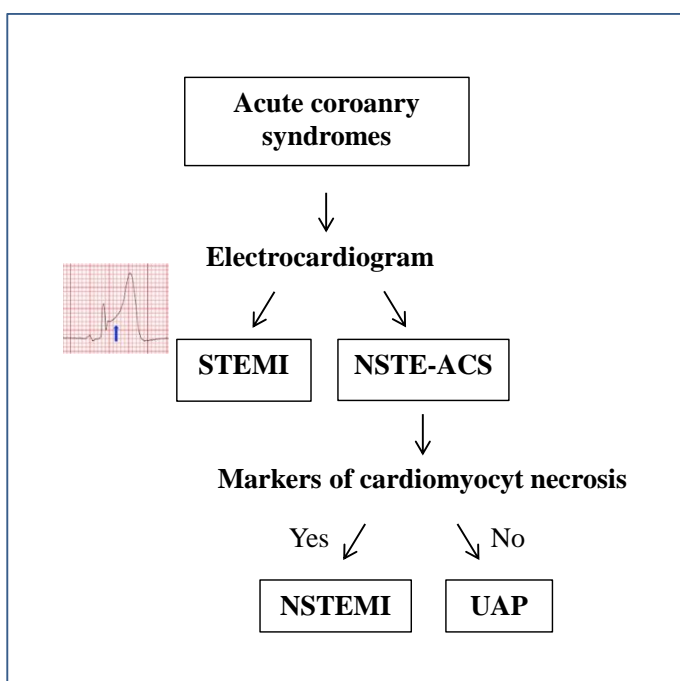 Acute coroanry
syndromes
Electrocardiogram
STEMI
NSTE-ACS
Markers of cardiomyocyt necrosis
Yes
No
NSTEMI
UAP